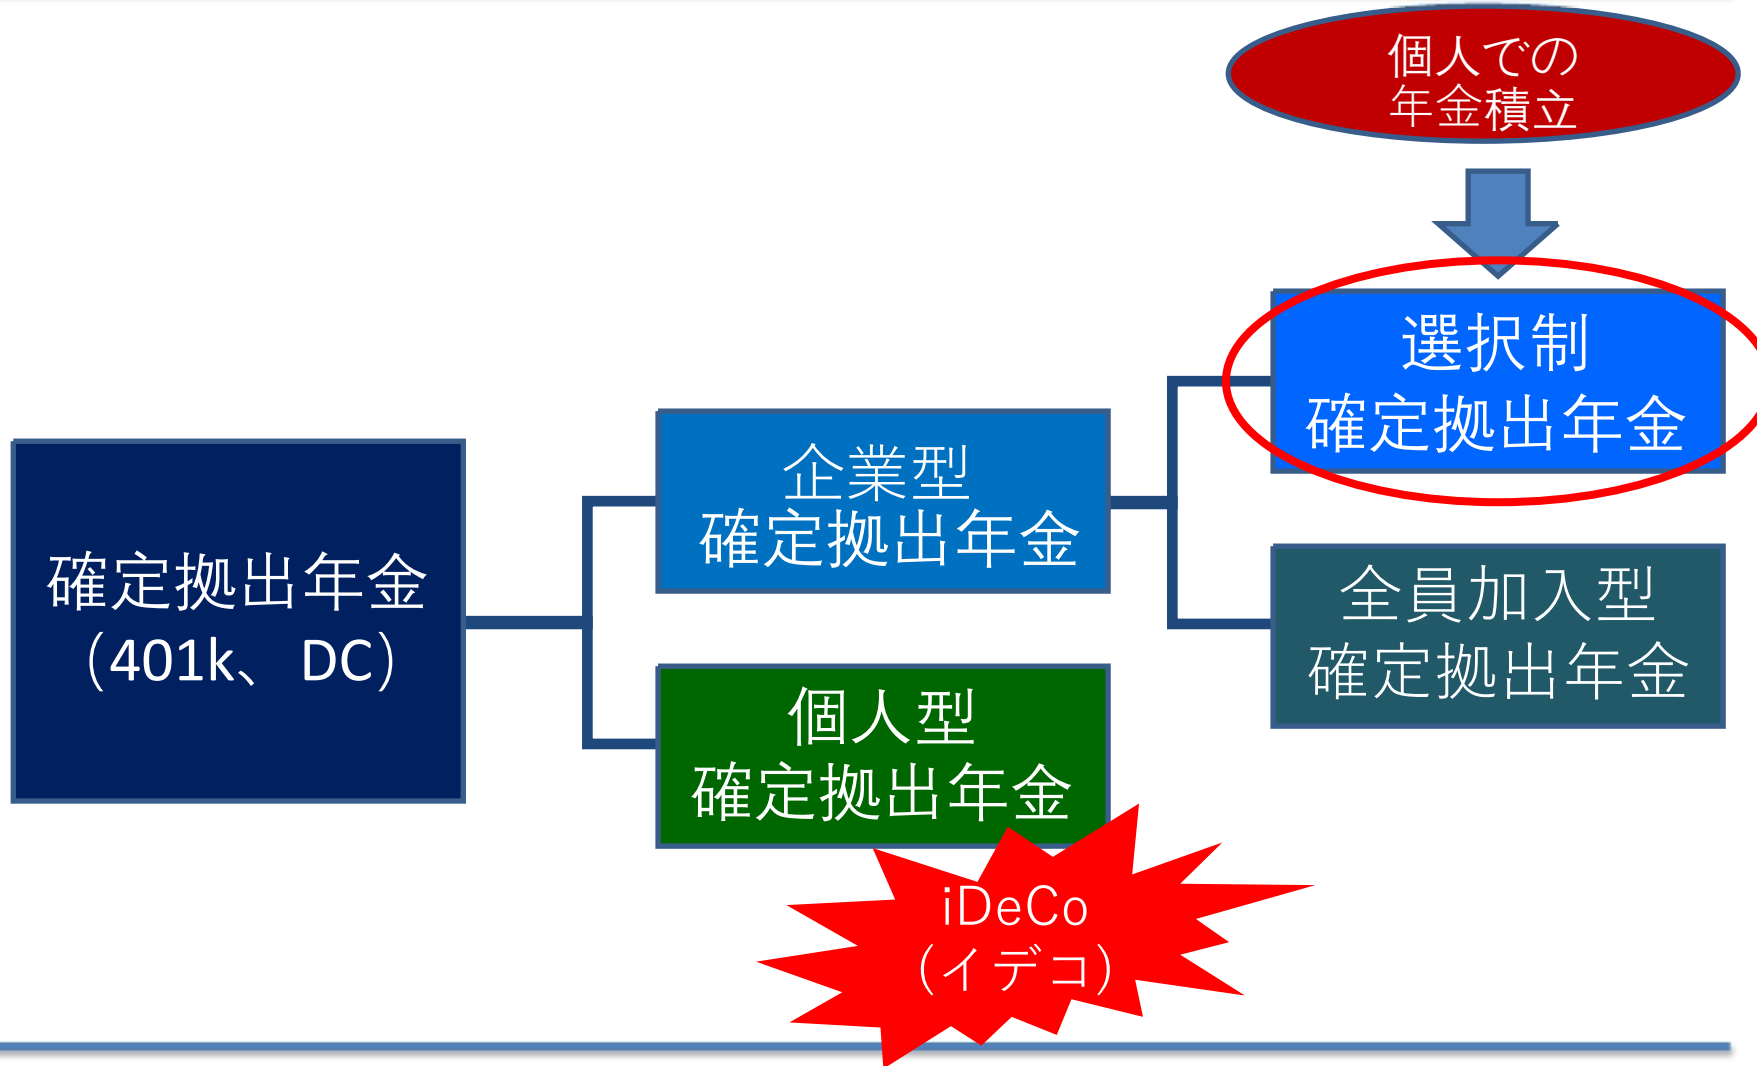 個人での
年金積立
選択制
確定拠出年金
企業型
確定拠出年金
確定拠出年金
（401k、DC）
全員加入型
確定拠出年金
個人型
確定拠出年金
iDeCo
（イデコ）